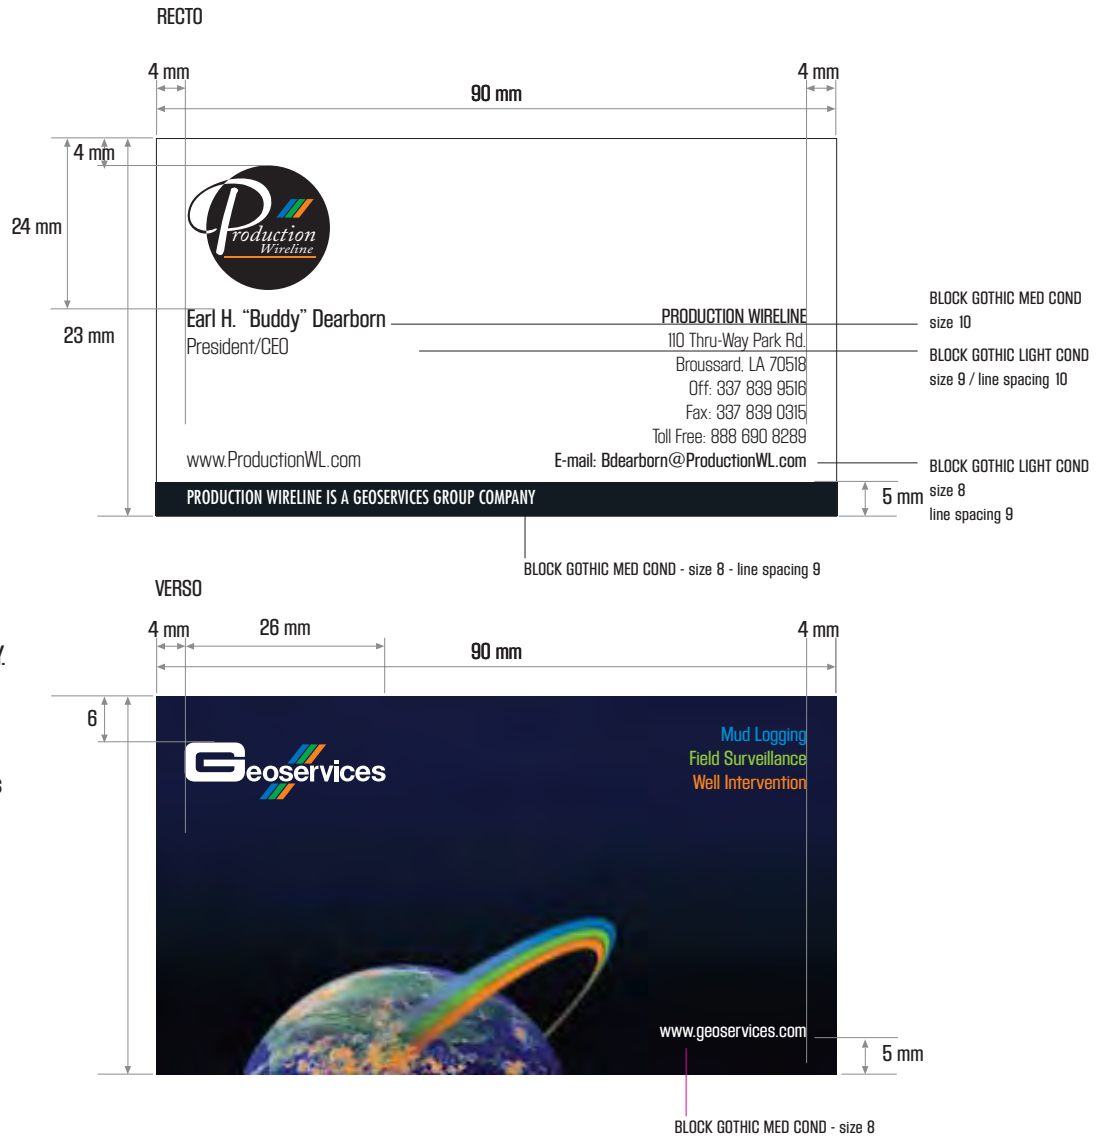 RECTO
4 mm
4 mm
90 mm
4 mm
24 mm
23 mm
Production
Wireline
Earl H. “Buddy” Dearborn
President/CEO
www.ProductionWL.com
PRODUCTION WIRELINE
110 Thru-Way Park Rd.
Broussard, LA 70518
Off: 337 839 9516
Fax: 337 839 0315
Toll Free: 888 690 8289
E-mail: Bdearborn@ProductionWL.com
PRODUCTION WIRELINE IS A GEOSERVICES GROUP COMPANY
BLOCK GOTHIC MED COND
size 10
BLOCK GOTHIC LIGHT COND
size 9 / line spacing 10
BLOCK GOTHIC LIGHT COND
size 8
line spacing 9
5 mm
BLOCK GOTHIC MED COND - size 8 - line spacing 9
VERSO
4 mm
26 mm
4 mm
90 mm
6
Geoservices
Mud Logging
Field Surveillance
Well Intervention
www.geoservices.com
5 mm
BLOCK GOTHIC MED COND - size 8